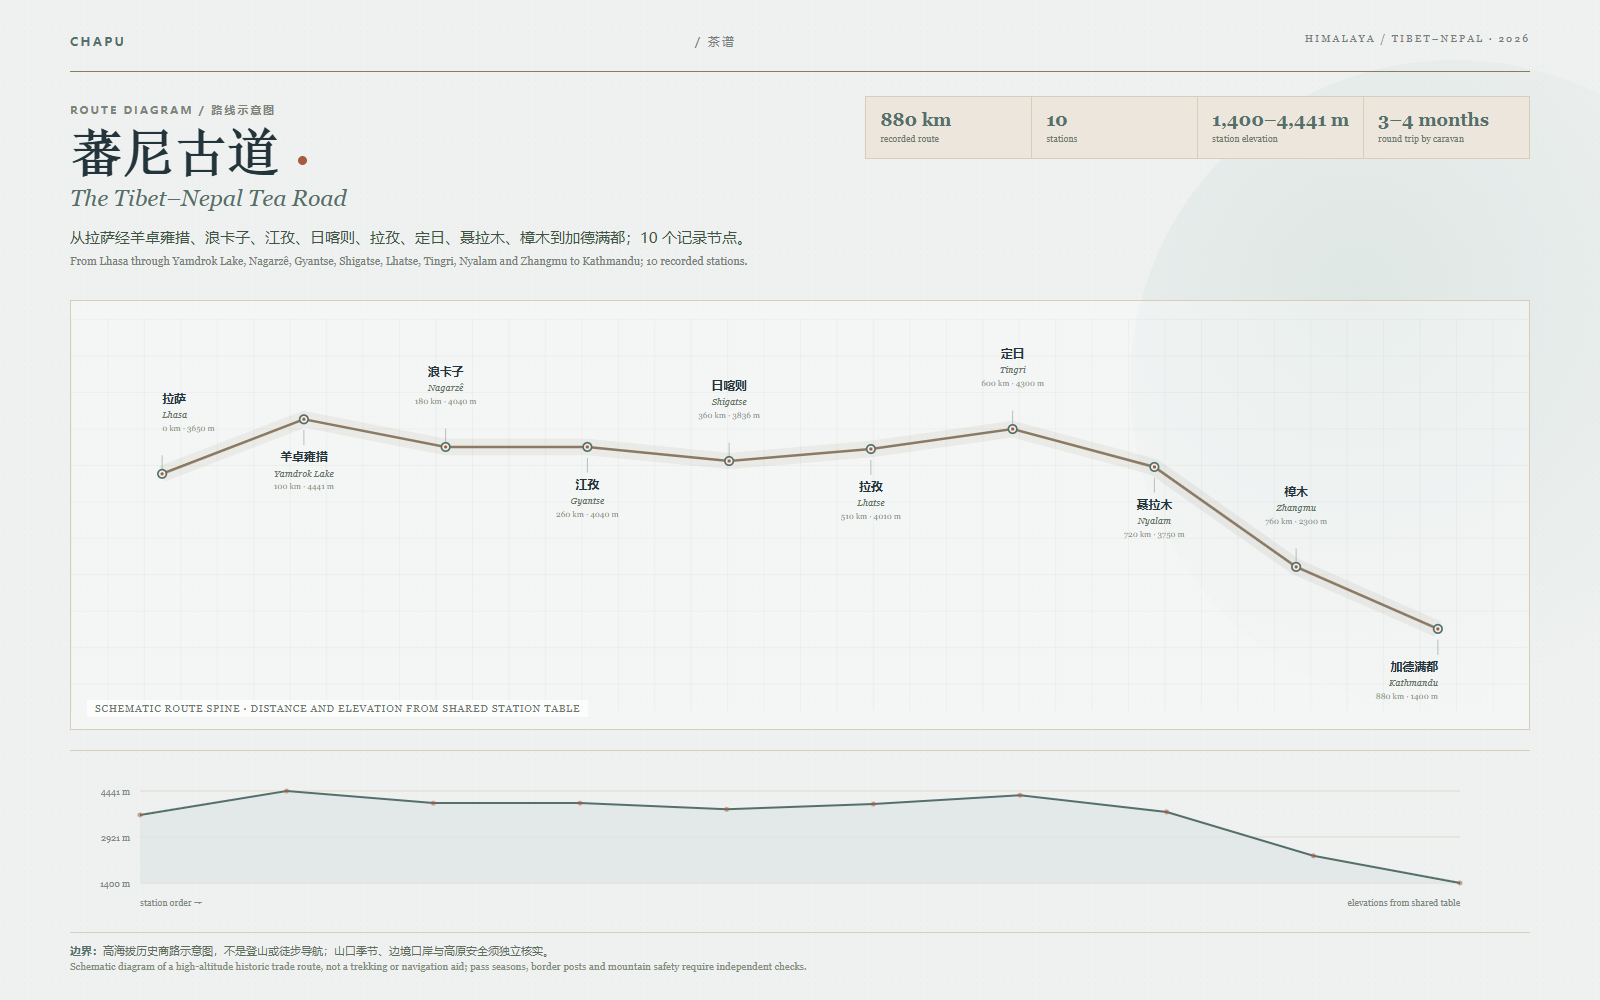 CHAPU
/ 茶谱
HIMALAYA / TIBET–NEPAL · 2026
ROUTE DIAGRAM / 路线示意图
蕃尼古道
The Tibet–Nepal Tea Road
从拉萨经羊卓雍措、浪卡子、江孜、日喀则、拉孜、定日、聂拉木、樟木到加德满都；10 个记录节点。
From Lhasa through Yamdrok Lake, Nagarzê, Gyantse, Shigatse, Lhatse, Tingri, Nyalam and Zhangmu to Kathmandu; 10 recorded stations.
880 km
recorded route
10
stations
1,400–4,441 m
station elevation
3–4 months
round trip by caravan
拉萨
Lhasa
0 km · 3650 m
羊卓雍措
Yamdrok Lake
100 km · 4441 m
浪卡子
Nagarzê
180 km · 4040 m
江孜
Gyantse
260 km · 4040 m
日喀则
Shigatse
360 km · 3836 m
拉孜
Lhatse
510 km · 4010 m
定日
Tingri
600 km · 4300 m
聂拉木
Nyalam
720 km · 3750 m
樟木
Zhangmu
760 km · 2300 m
加德满都
Kathmandu
880 km · 1400 m
SCHEMATIC ROUTE SPINE · DISTANCE AND ELEVATION FROM SHARED STATION TABLE
4441 m
2921 m
1400 m
station order →
elevations from shared table
边界：高海拔历史商路示意图，不是登山或徒步导航；山口季节、边境口岸与高原安全须独立核实。
Schematic diagram of a high-altitude historic trade route, not a trekking or navigation aid; pass seasons, border posts and mountain safety require independent checks.